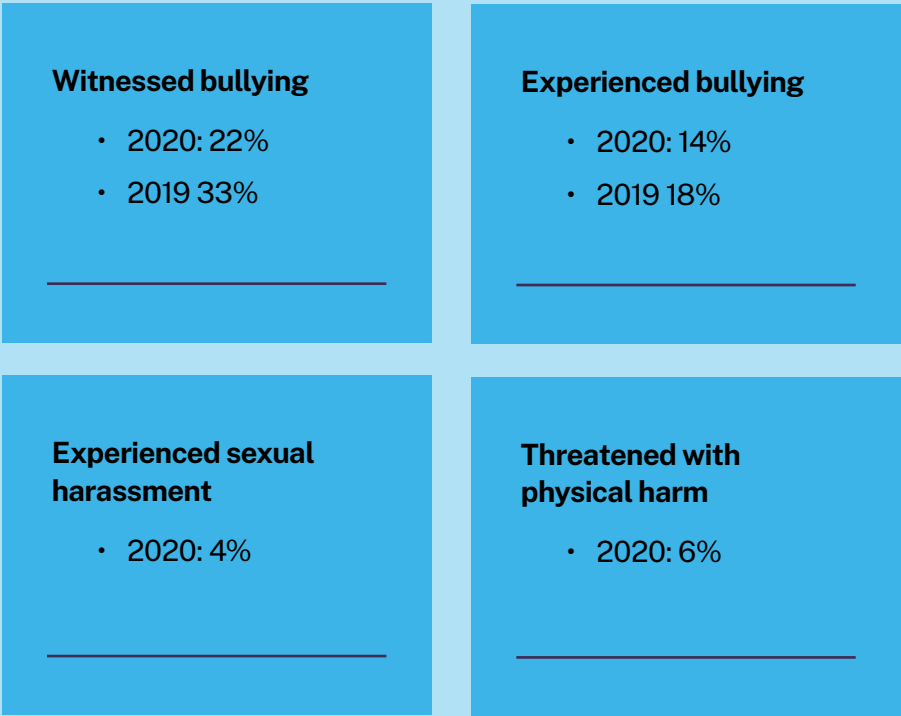 Witnessed bullying
• 2020: 22%
• 2019 33%
Experienced bullying
• 2020: 14%
• 2019 18%
Experienced sexual
harassment
• 2020: 4%
Threatened with
physical harm
• 2020: 6%